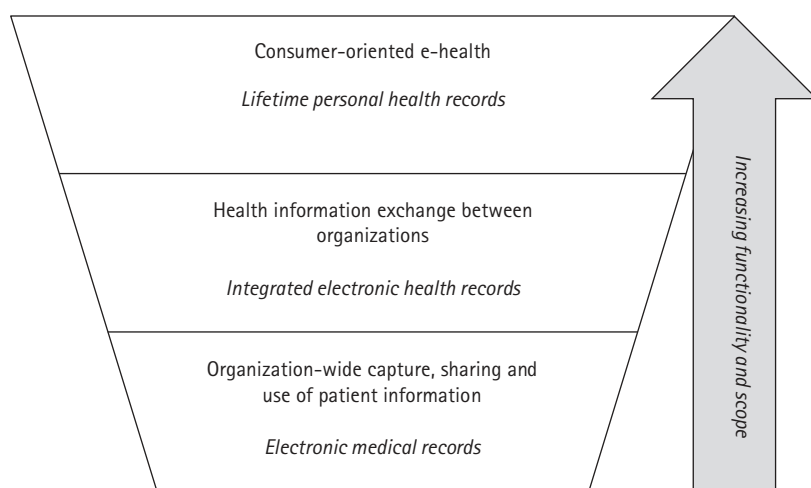 Consumer-oriented e-health
Lifetime personal health records
Health information exchange between
organizations
Integrated electronic health records
Organization-wide capture, sharing and
use of patient information
Electronic medical records
Increasing functionality and scope